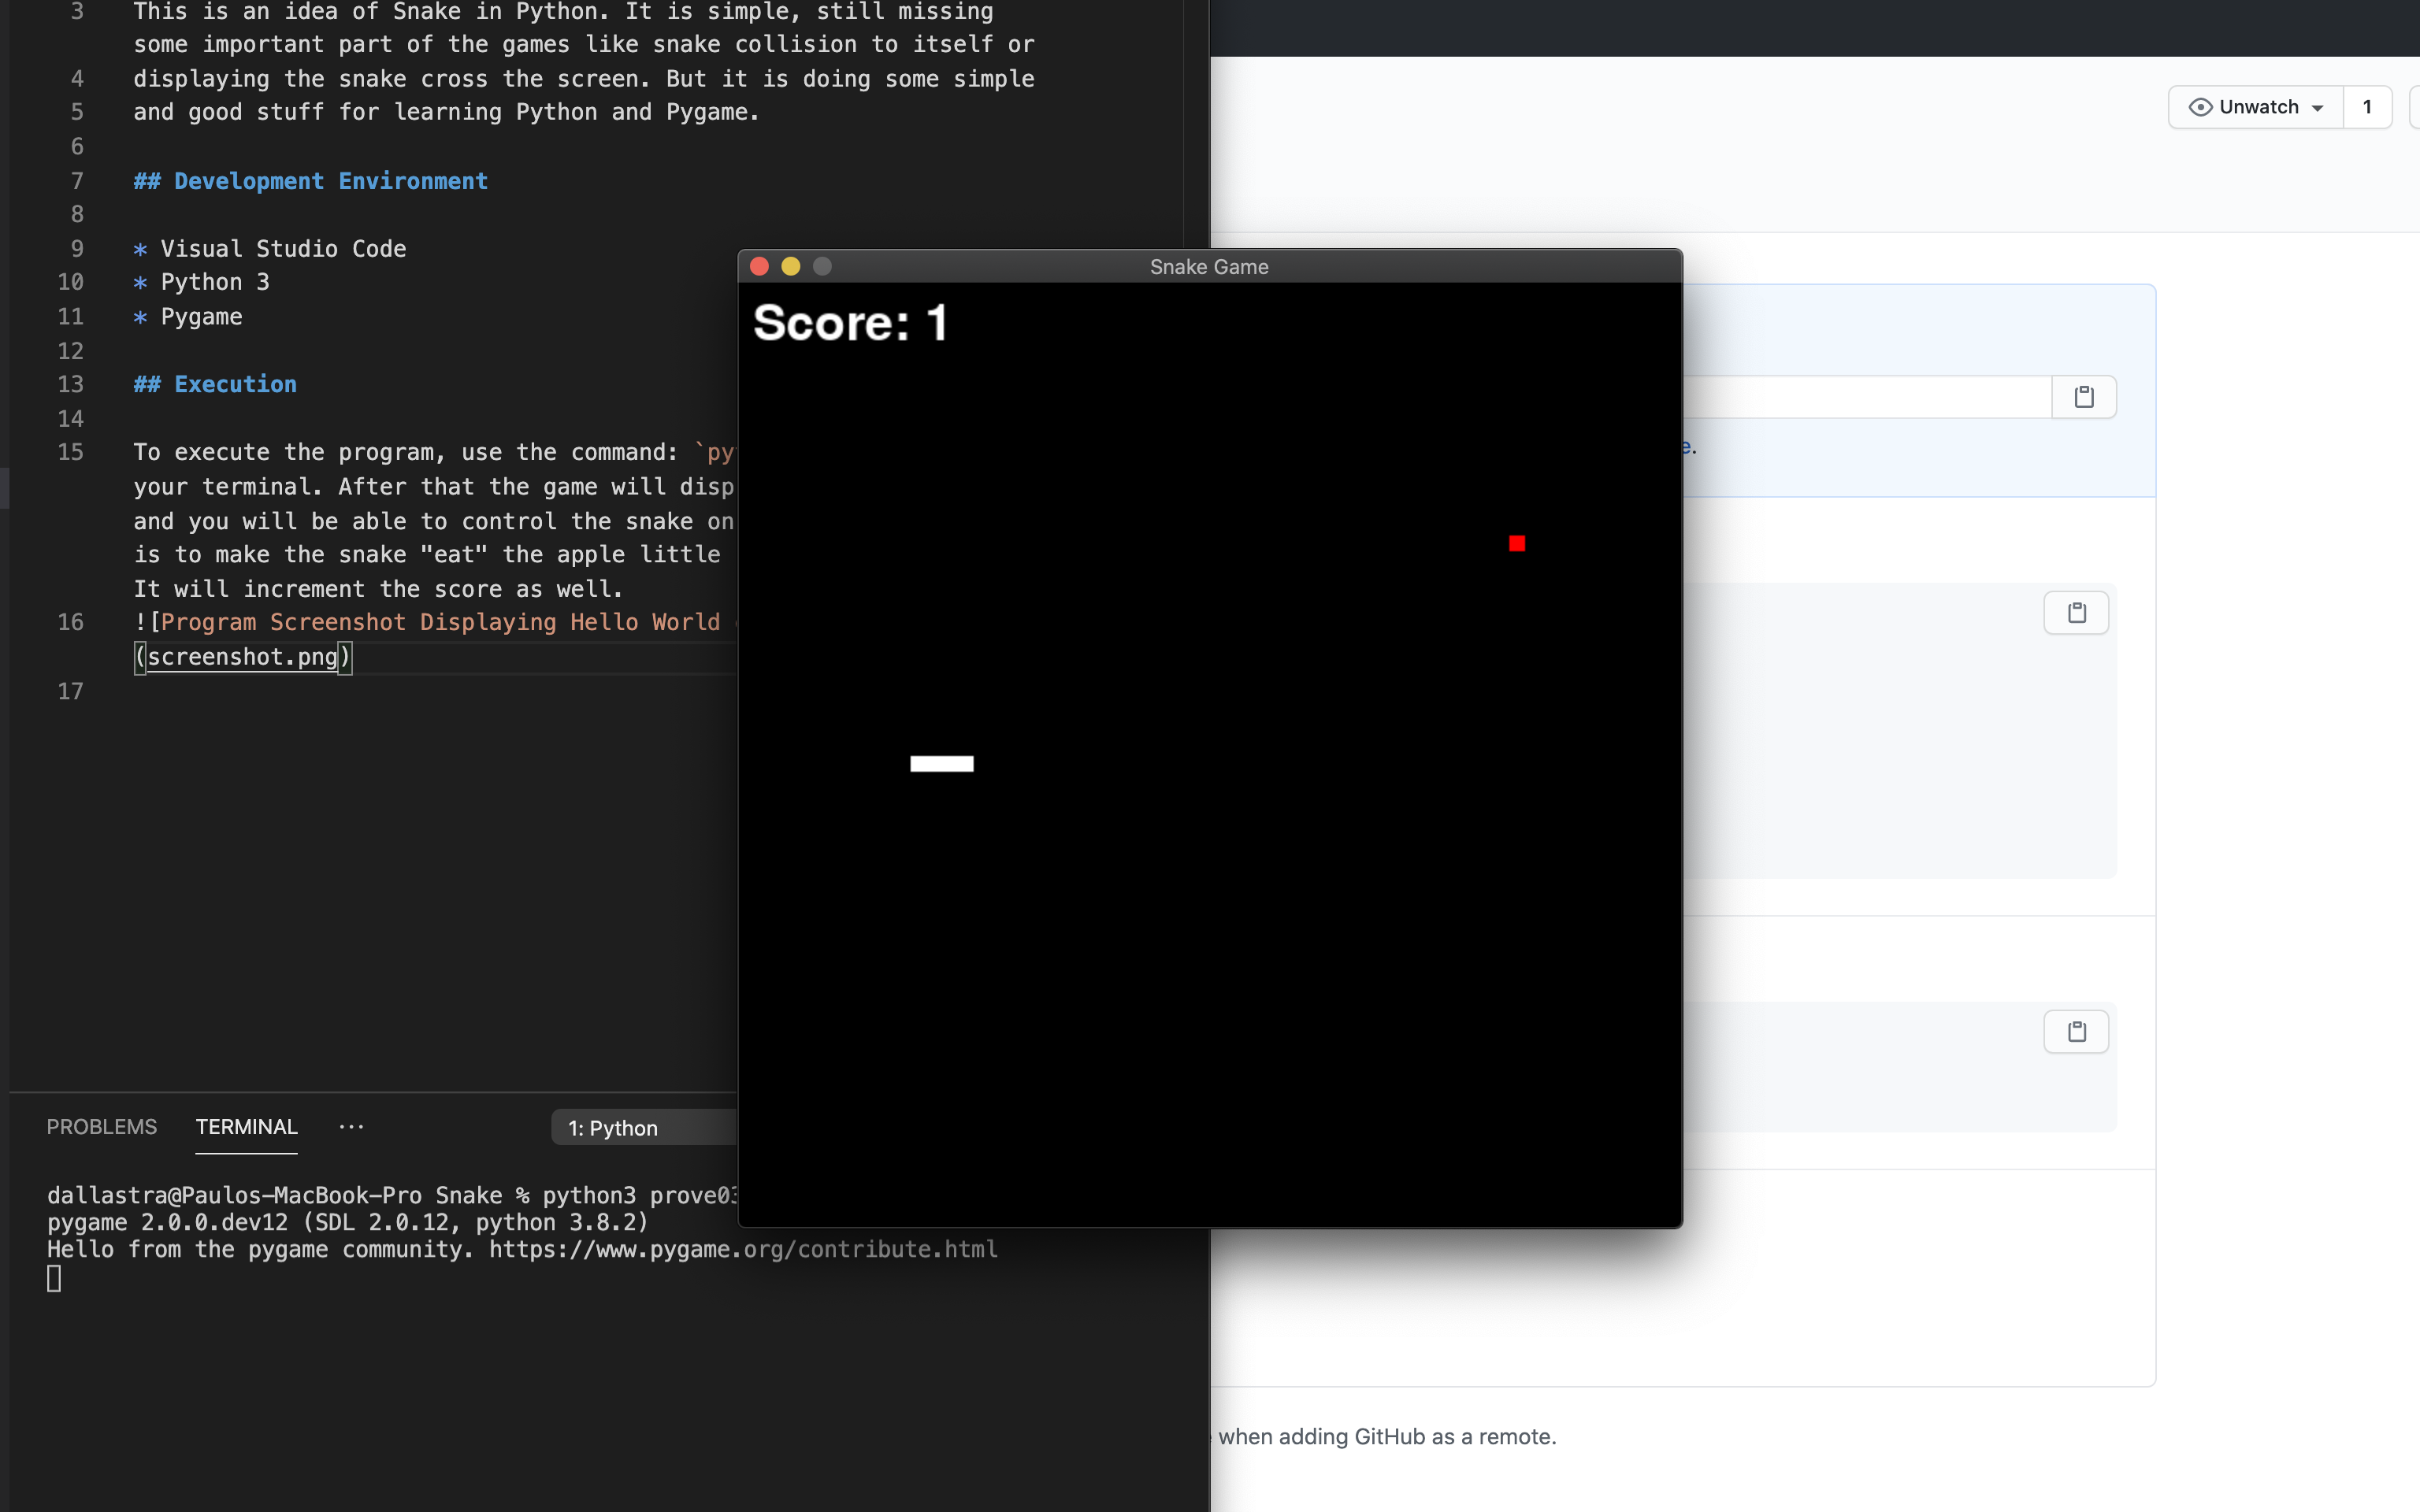 3 This is an idea of Snake in Python. It is simple, still missing
some important part of the games like snake collision to itself or
4 displaying the snake cross the screen. But it is doing some simple
5 and good stuff for learning Python and Pygame.
6
7 ## Development Environment
8
9 * Visual Studio Code
10 * Python 3
11 * Pygame
12
13 ## Execution
14
15 To execute the program, use the command: `py
your terminal. After that the game will disp
and you will be able to control the snake on
is to make the snake "eat" the apple little
It will increment the score as well.
16 ![Program Screenshot Displaying Hello World
(screenshot.png)
17
PROBLEMS TERMINAL ··· 1: Python
dallastra@Paulos-MacBook-Pro Snake % python3 prove03
pygame 2.0.0.dev12 (SDL 2.0.12, python 3.8.2)
Hello from the pygame community. https://www.pygame.org/contribute.html
Snake Game
Score: 1
Unwatch 1
e.
when adding GitHub as a remote.